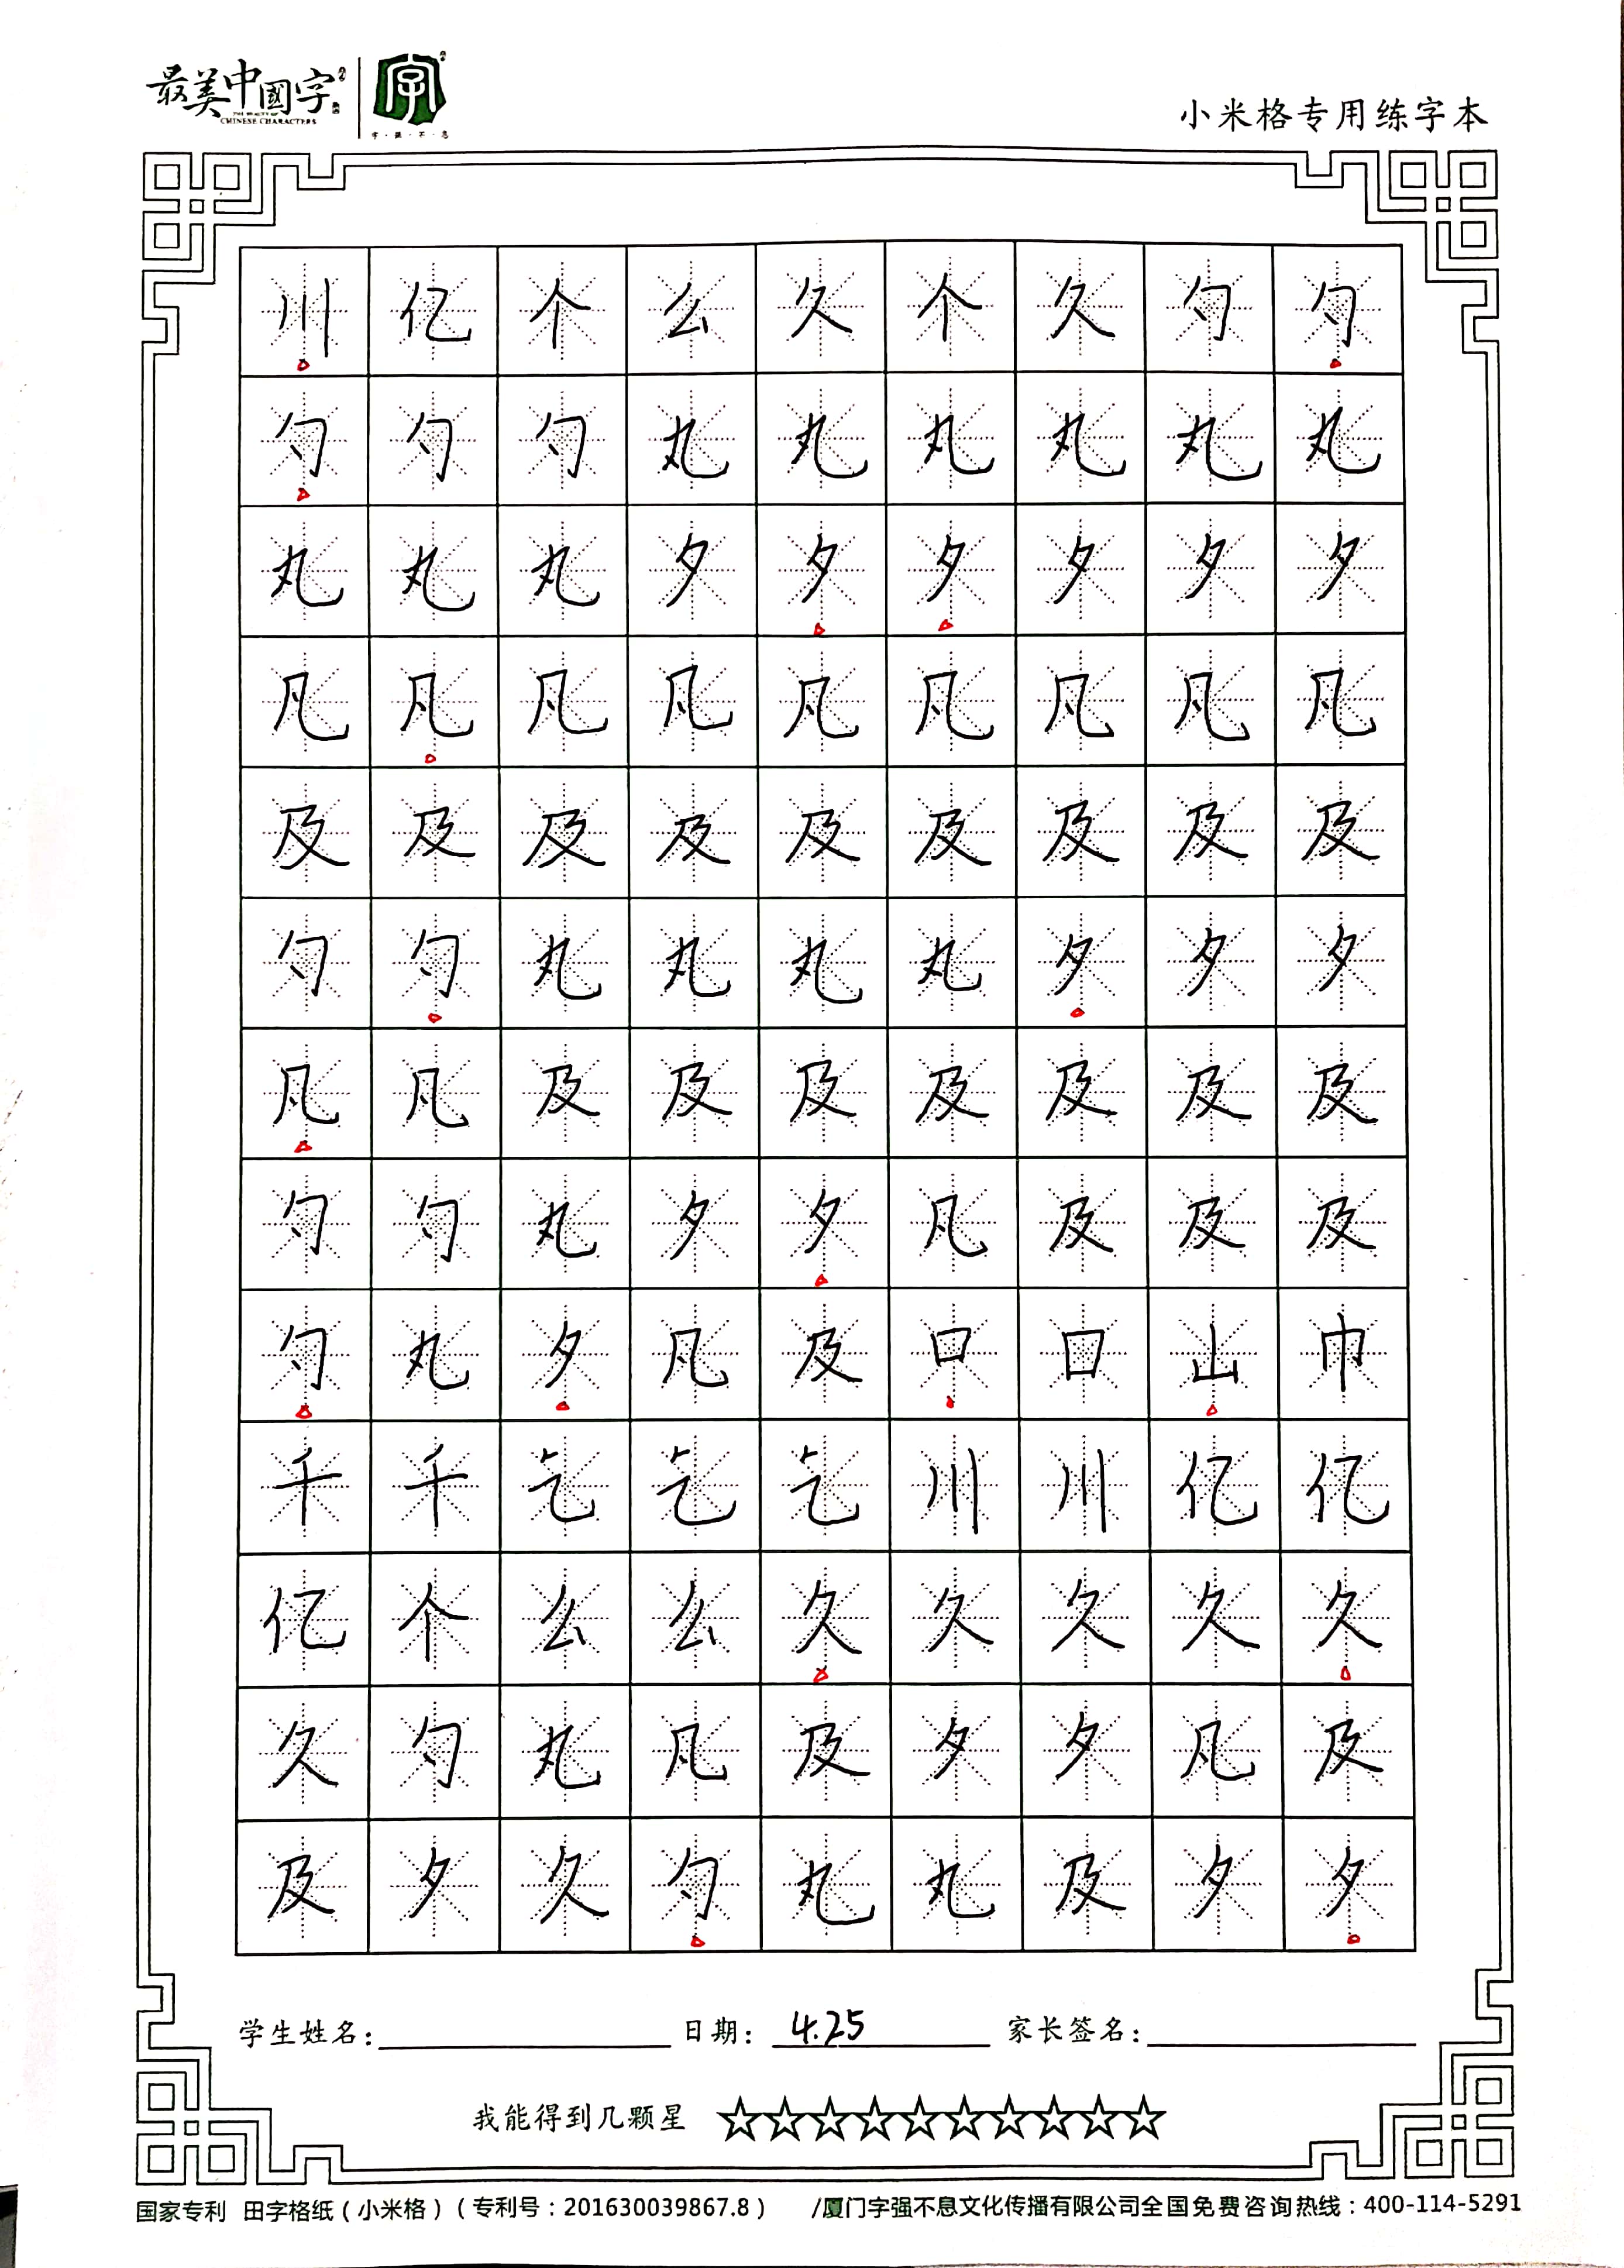 最美中國字
THE BEAUTY OF
CHINESE CHARACTERS
字
字·强·不·息
小米格专用练字本
川亿个么久个久勺勺
勺勺勺丸丸丸丸丸丸
丸丸丸夕夕夕夕夕夕
凡凡凡凡凡凡凡凡凡
及及及及及及及及及
勺勺丸丸丸丸夕夕夕
凡凡及及及及及及及
勺勺丸夕夕凡及及及
勺丸夕凡及口口山巾
千千乞乞乞川川亿亿
亿个么么久久久久久
久勺丸凡及夕夕凡及
及夕久勺丸丸及夕夕
学生姓名： 日期： 4.25 家长签名：
我能得到几颗星 ☆☆☆☆☆☆☆☆☆☆
国家专利 田字格纸（小米格）（专利号：201630039867.8） /厦门字强不息文化传播有限公司全国免费咨询热线：400-114-5291